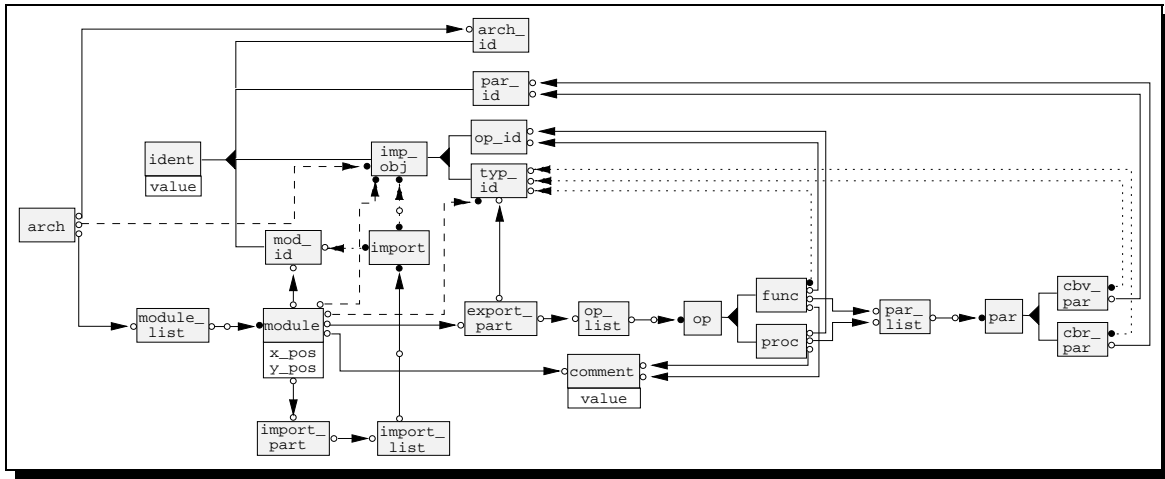 arch_
id
par_
id
op_id
imp_
obj
ident
value
typ_
id
arch
mod_
id
import
module_
list
module
x_pos
y_pos
export_
part
op_
list
op
func
proc
par_
list
par
cbv_
par
cbr_
par
comment
value
import_
part
import_
list